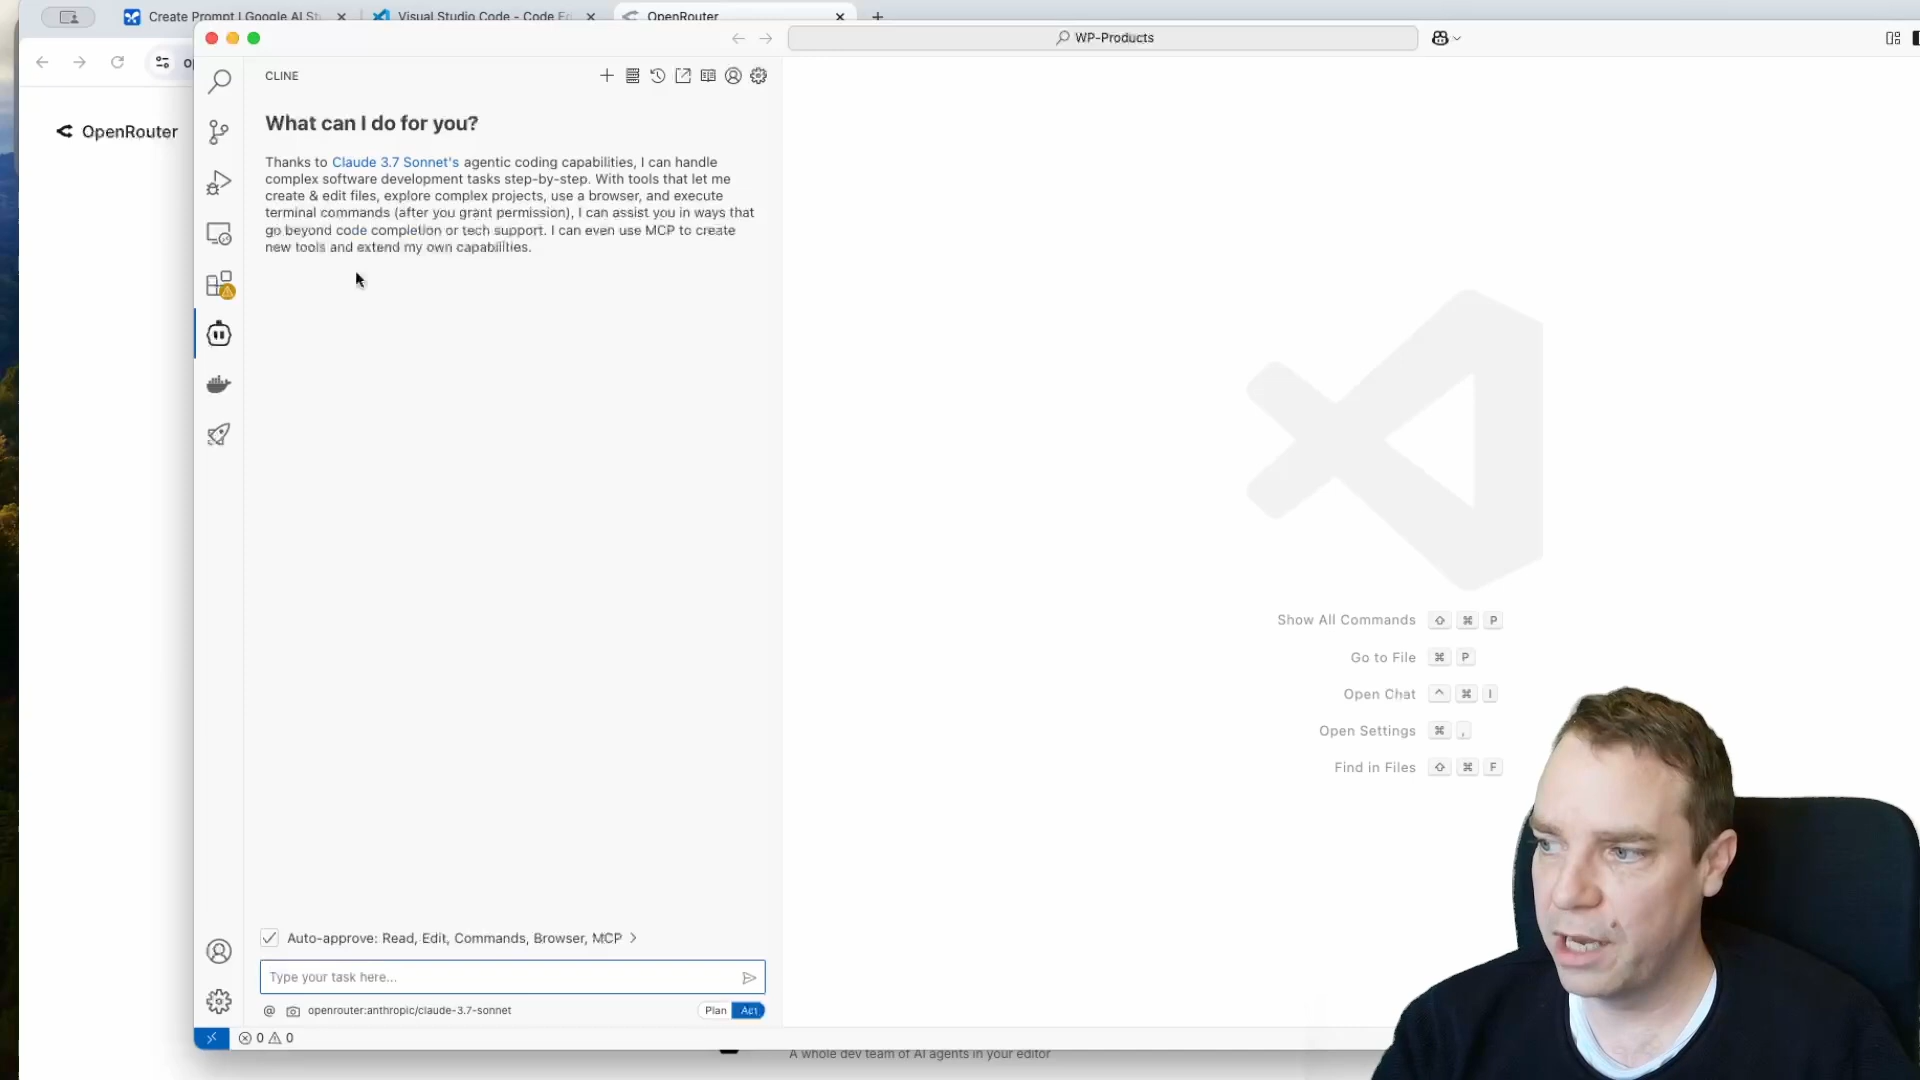 Create Prompt | Google AI St
Visual Studio Code - Code Ed
OpenRouter
WP-Products
OpenRouter
CLINE
What can I do for you?
Thanks to Claude 3.7 Sonnet's agentic coding capabilities, I can handle
complex software development tasks step-by-step. With tools that let me
create & edit files, explore complex projects, use a browser, and execute
terminal commands (after you grant permission), I can assist you in ways that
go beyond code completion or tech support. I can even use MCP to create
new tools and extend my own capabilities.
Show All Commands ⇧ ⌘ P
Go to File ⌘ P
Open Chat ^ ⌘ I
Open Settings ⌘ ,
Find in Files ⇧ ⌘ F
Auto-approve: Read, Edit, Commands, Browser, MCP
Type your task here...
@ openrouter:anthropic/claude-3.7-sonnet
Plan Act
0 0
A whole dev team of AI agents in your editor